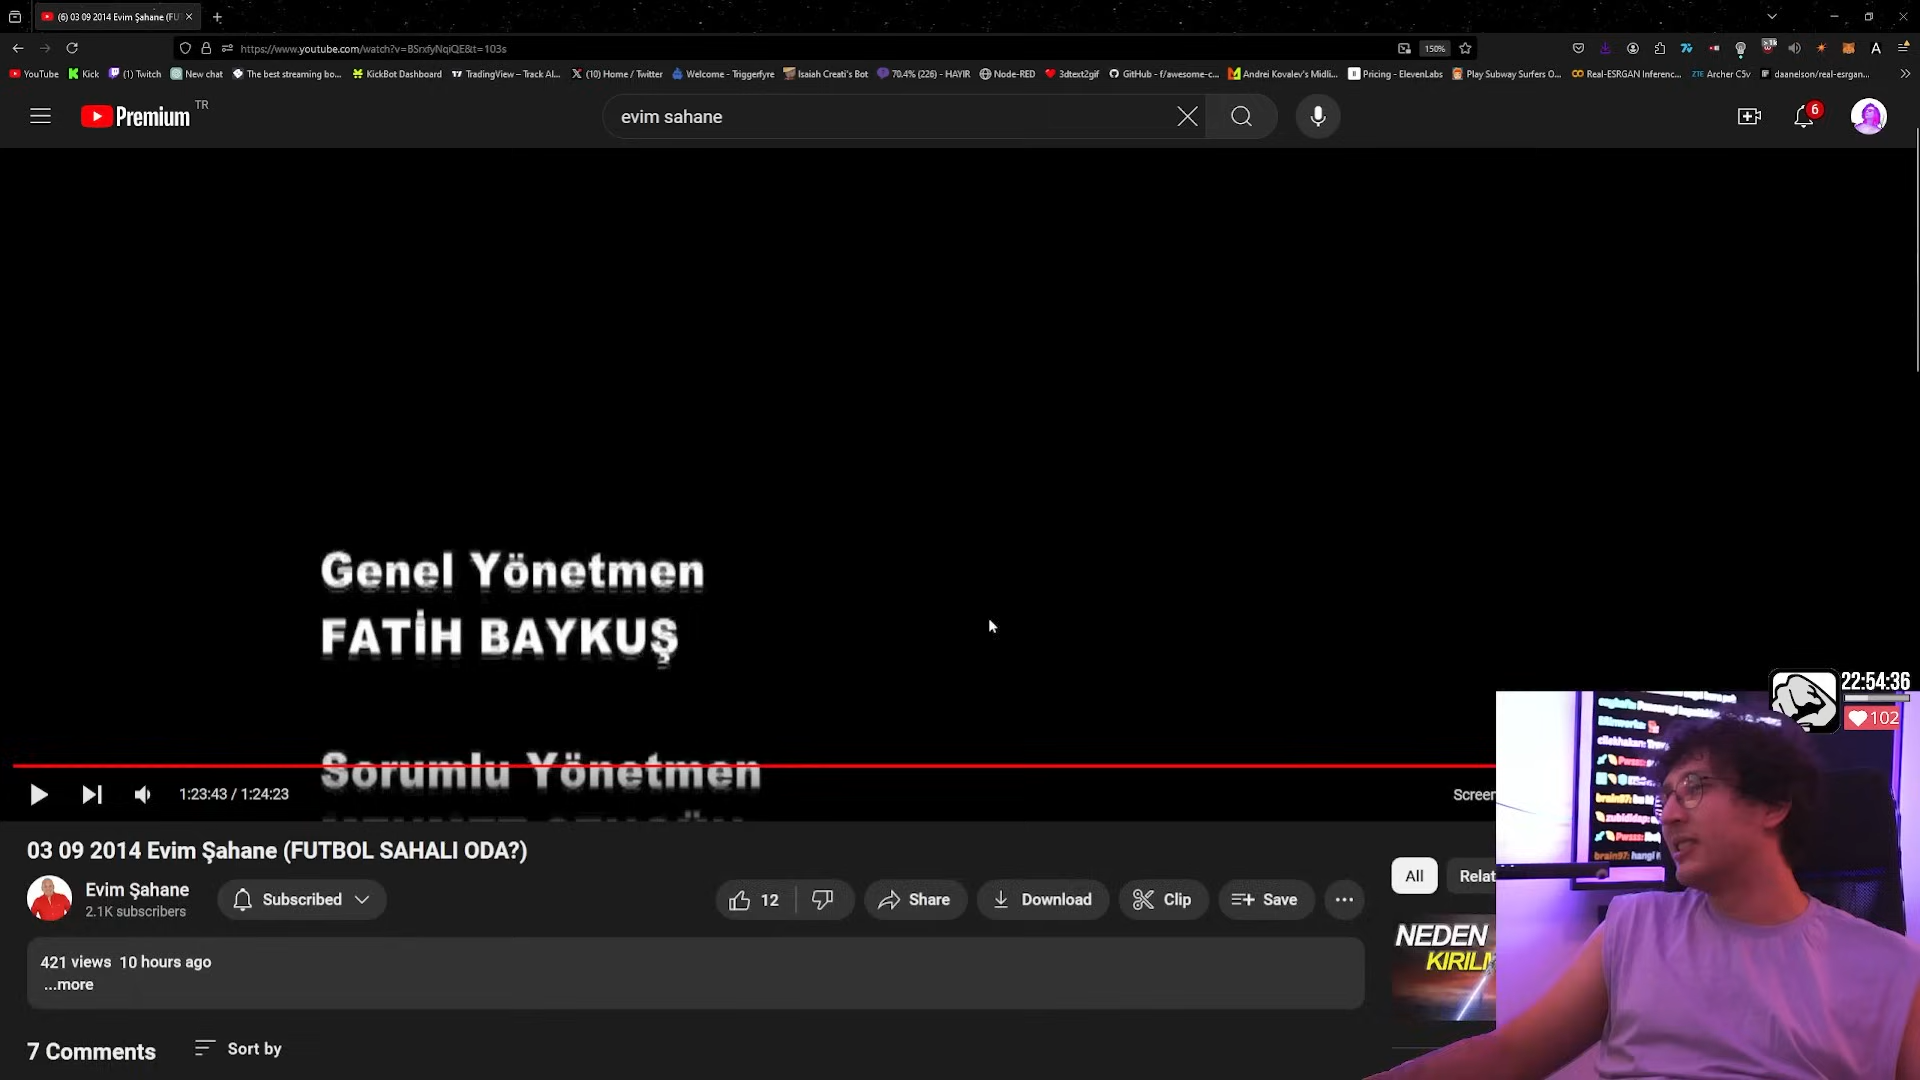 (6) 03 09 2014 Evim Şahane (FU
https://www.youtube.com/watch?v=BSrxfyNqiQE&t=103s
150%
YouTube
Kick
(1) Twitch
New chat
The best streaming bo...
KickBot Dashboard
TradingView – Track Al...
(10) Home / Twitter
Welcome - Triggerfyre
Isaiah Creati's Bot
70.4% (226) - HAYIR
Node-RED
3dtext2gif
GitHub - f/awesome-c...
Andrei Kovalev's Midli...
Pricing - ElevenLabs
Play Subway Surfers O...
Real-ESRGAN Inferenc...
ZTE Archer C5v
daanelson/real-esrgan...
Premium
TR
evim sahane
6
Genel Yönetmen
FATİH BAYKUŞ
Sorumlu Yönetmen
22:54:36
102
1:23:43 / 1:24:23
Screen
03 09 2014 Evim Şahane (FUTBOL SAHALI ODA?)
Evim Şahane
2.1K subscribers
Subscribed
12
Share
Download
Clip
Save
All
Relat
421 views 10 hours ago
...more
NEDEN
KIRILM
7 Comments
Sort by